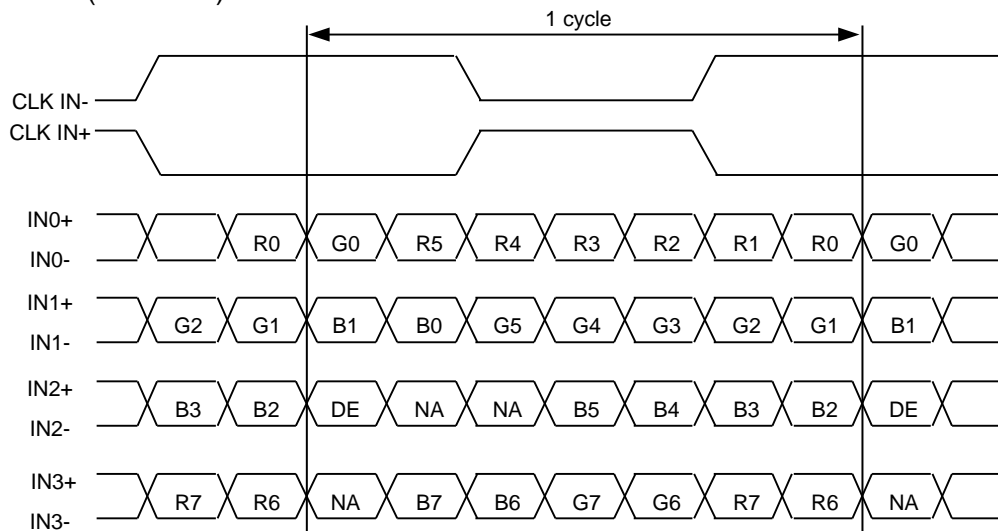 1 cycle
CLK IN-
CLK IN+
IN0+
R0 G0 R5 R4 R3 R2 R1 R0 G0
IN0-
IN1+
G2 G1 B1 B0 G5 G4 G3 G2 G1 B1
IN1-
IN2+
B3 B2 DE NA NA B5 B4 B3 B2 DE
IN2-
IN3+
R7 R6 NA B7 B6 G7 G6 R7 R6 NA
IN3-